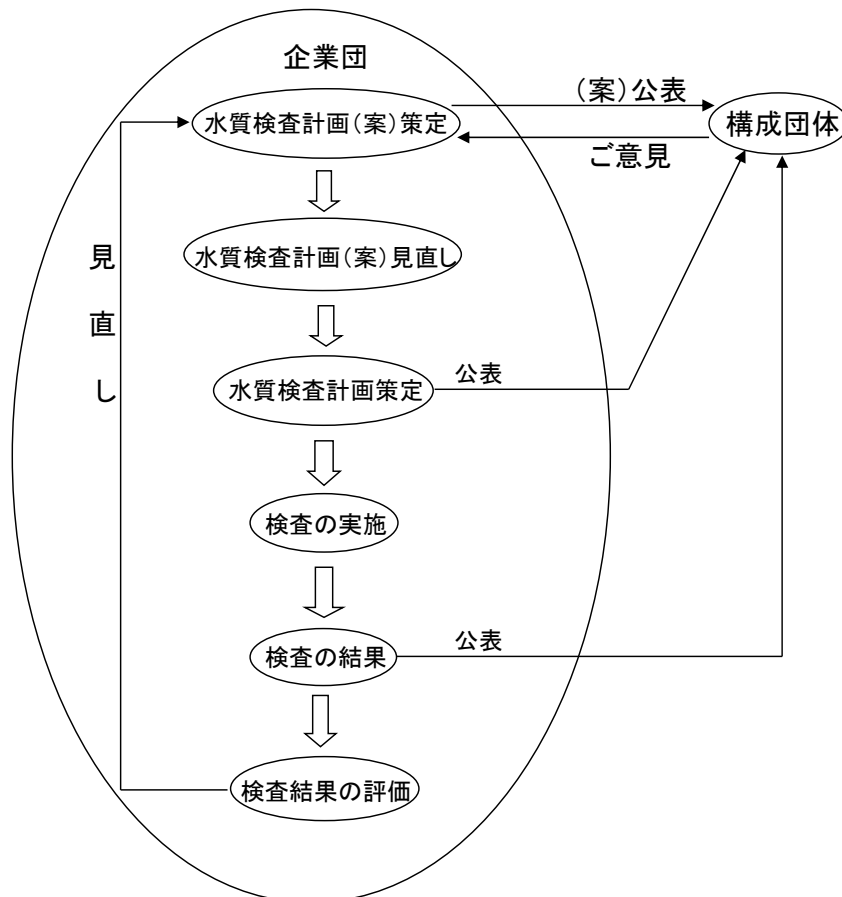 企業団
(案)公表
水質検査計画(案)策定
構成団体
ご意見
水質検査計画(案)見直し
見直し
水質検査計画策定
公表
検査の実施
検査の結果
公表
検査結果の評価